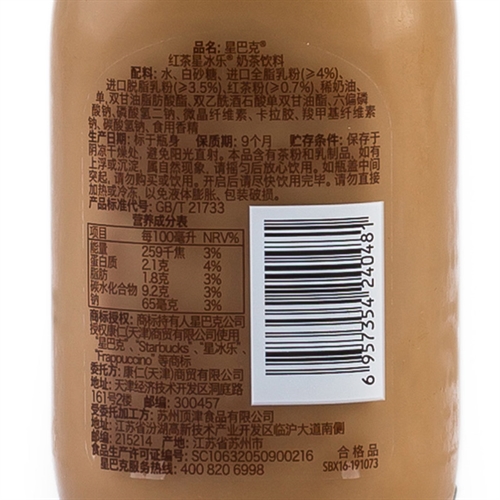 品名：星巴克®
红茶星冰乐® 奶茶饮料
配料：水、白砂糖、进口全脂乳粉(≥4%)、
进口脱脂乳粉(≥3.5%)、红茶粉(≥0.7%)、稀奶油、
单,双甘油脂肪酸酯、双乙酰酒石酸单双甘油酯、六偏磷
酸钠、磷酸氢二钠、微晶纤维素、卡拉胶、羧甲基纤维素
钠、碳酸氢钠、食用香精
生产日期：标于瓶身 保质期：9个月 贮存条件：保存于
阴凉干燥处，避免阳光直射。本品含有茶粉和乳制品，如有
上浮或沉淀，属自然现象，请摇匀后放心饮用。如瓶盖中间
突起，请勿购买或饮用。开启后请尽快饮用完毕。请勿直接
加热或冷冻，以免液体膨胀、包装破损。
产品标准代号：GB/T 21733
营养成分表
项目 每100毫升 NRV%
能量 259千焦 3%
蛋白质 2.1克 4%
脂肪 1.8克 3%
碳水化合物 9.2克 3%
钠 65毫克 3%
商标授权：商标持有人星巴克公司
授权康仁(天津)商贸有限公司使用
“星巴克”、“Starbucks”、“星冰乐”、
“Frappuccino”等商标
委托方：康仁(天津)商贸有限公司
地址：天津经济技术开发区洞庭路
161号2楼 邮编：300457
受委托加工方：苏州顶津食品有限公司
地址：江苏省汾湖高新技术产业开发区临沪大道南侧
邮编：215214 产地：江苏省苏州市
食品生产许可证编号：SC10632050900216
星巴克服务热线：400 820 6998
合格品
SBX16-191073
6 957354 240481